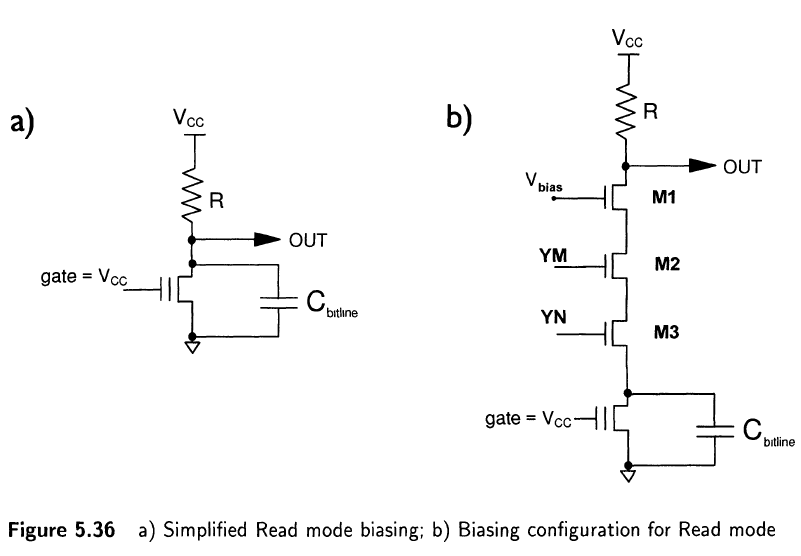 a)
V_CC
R
OUT
gate = V_CC
C_bitline
b)
V_CC
R
OUT
V_bias
M1
YM
M2
YN
M3
gate = V_CC
C_bitline
Figure 5.36 a) Simplified Read mode biasing; b) Biasing configuration for Read mode